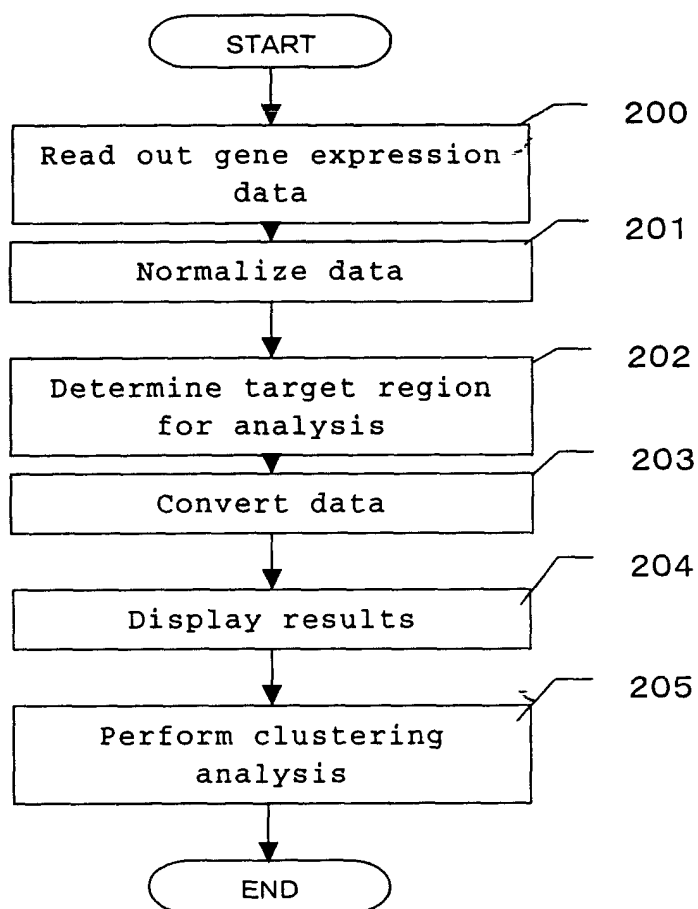 START
200
Read out gene expression
data
201
Normalize data
202
Determine target region
for analysis
203
Convert data
204
Display results
205
Perform clustering
analysis
END